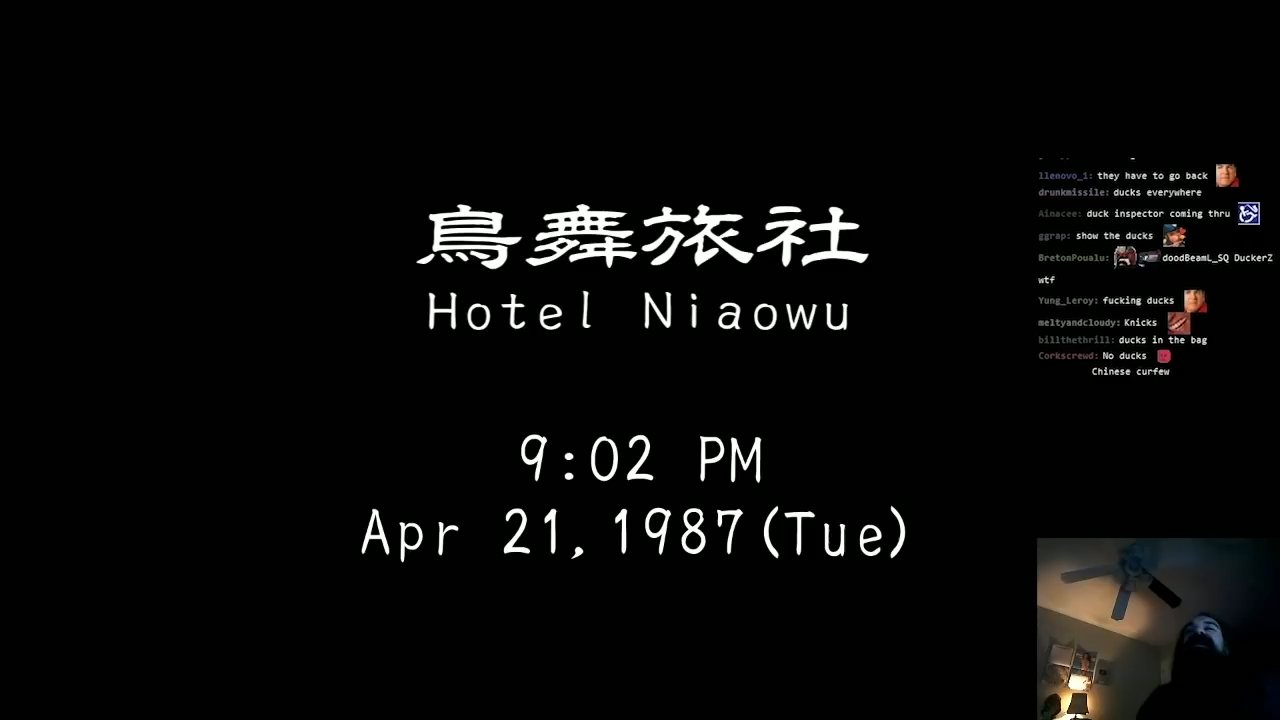 鳥舞旅社
Hotel Niaowu
9:02 PM
Apr 21,1987(Tue)
llenovo_1: they have to go back
drunkmissile: ducks everywhere
Ainacee: duck inspector coming thru
ggrap: show the ducks
BretonPoualu: doodBeamL_SQ DuckerZ
wtf
Yung_Leroy: fucking ducks
meltyandcloudy: Knicks
billthethrill: ducks in the bag
Corkscrewd: No ducks
Chinese curfew